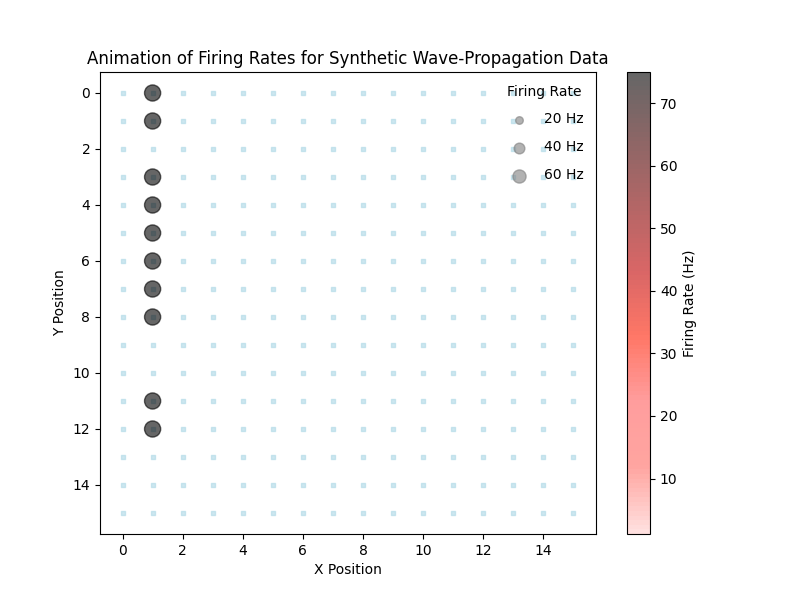 Animation of Firing Rates for Synthetic Wave-Propagation Data
Firing Rate
20 Hz
40 Hz
60 Hz
0
2
4
6
8
10
12
14
Y Position
0
2
4
6
8
10
12
14
X Position
70
60
50
40
30
20
10
Firing Rate (Hz)